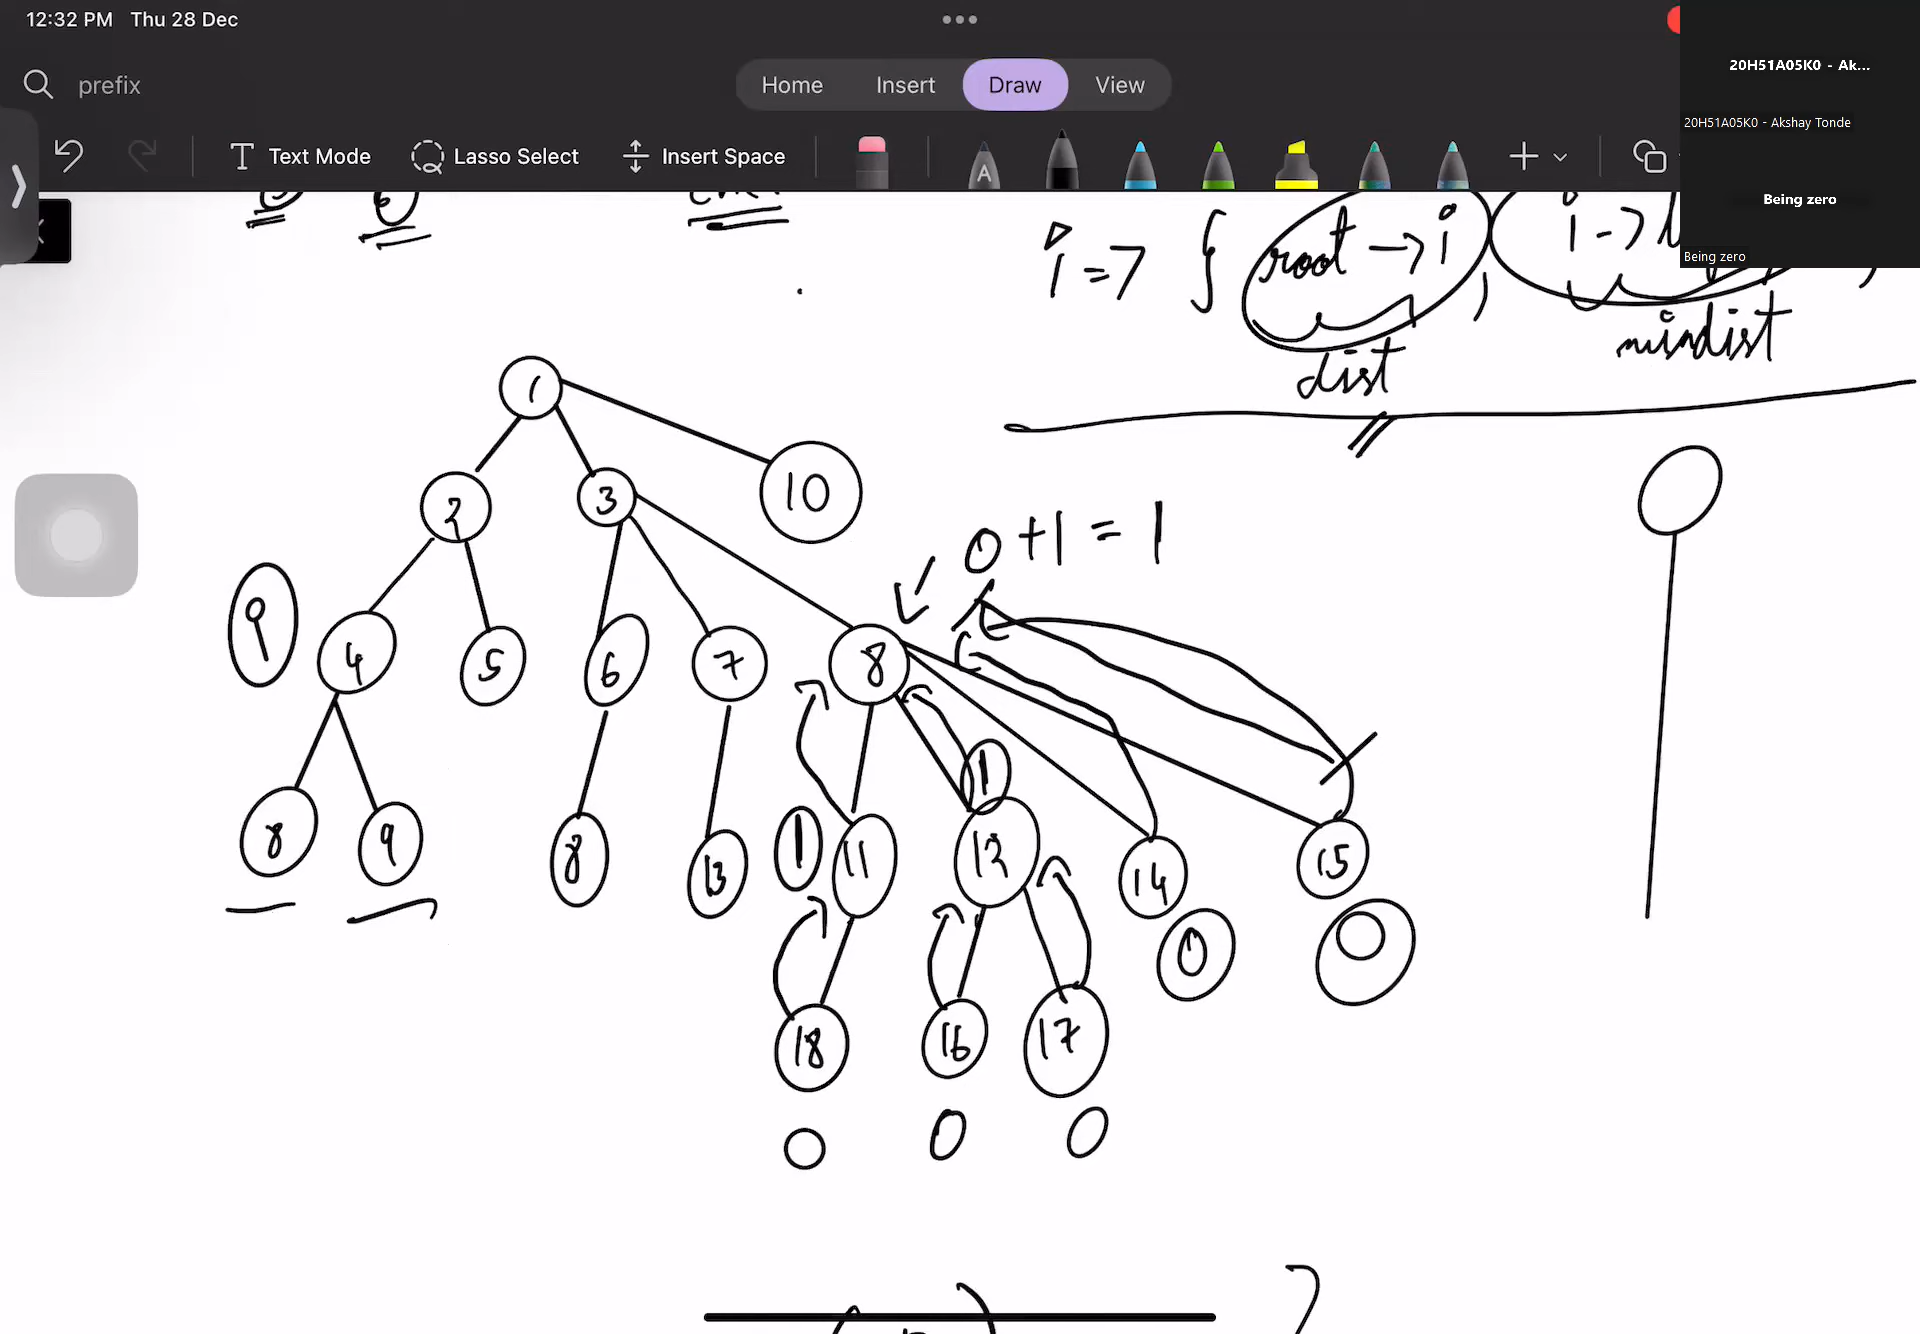 12:32 PM Thu 28 Dec
20H51A05K0 - Ak...
prefix
Home Insert Draw View
20H51A05K0 - Akshay Tonde
Text Mode Lasso Select Insert Space
A
Being zero
Being zero
i = 7 { root → i , i →
dist
mindist
1
2 3 10
0 + 1 = 1
9 4 5 6 7 8
1
8 9 8 13 1 11 12 14 15
0 0
18 16 17
0 0 0